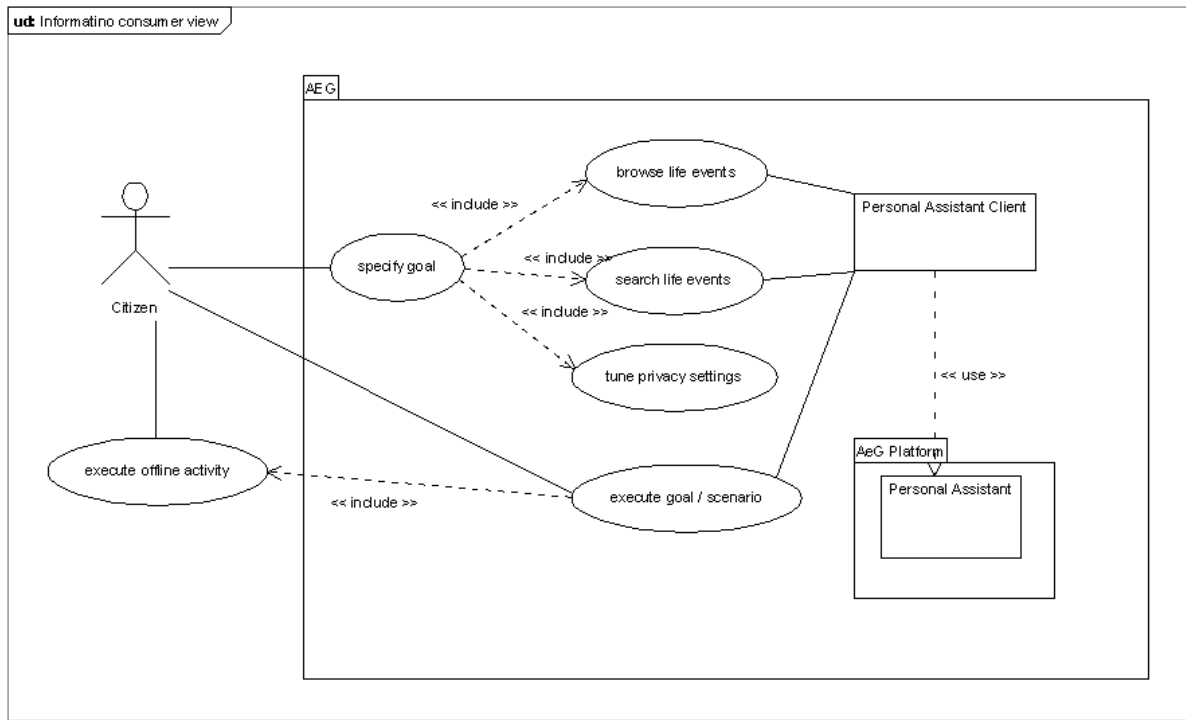 ud: Informatino consumer view
AEG
browse life events
<< include >>
Personal Assistant Client
specify goal
<< include >>
search life events
Citizen
<< include >>
tune privacy settings
<< use >>
execute offline activity
AeG Platform
execute goal / scenario
Personal Assistant
<< include >>